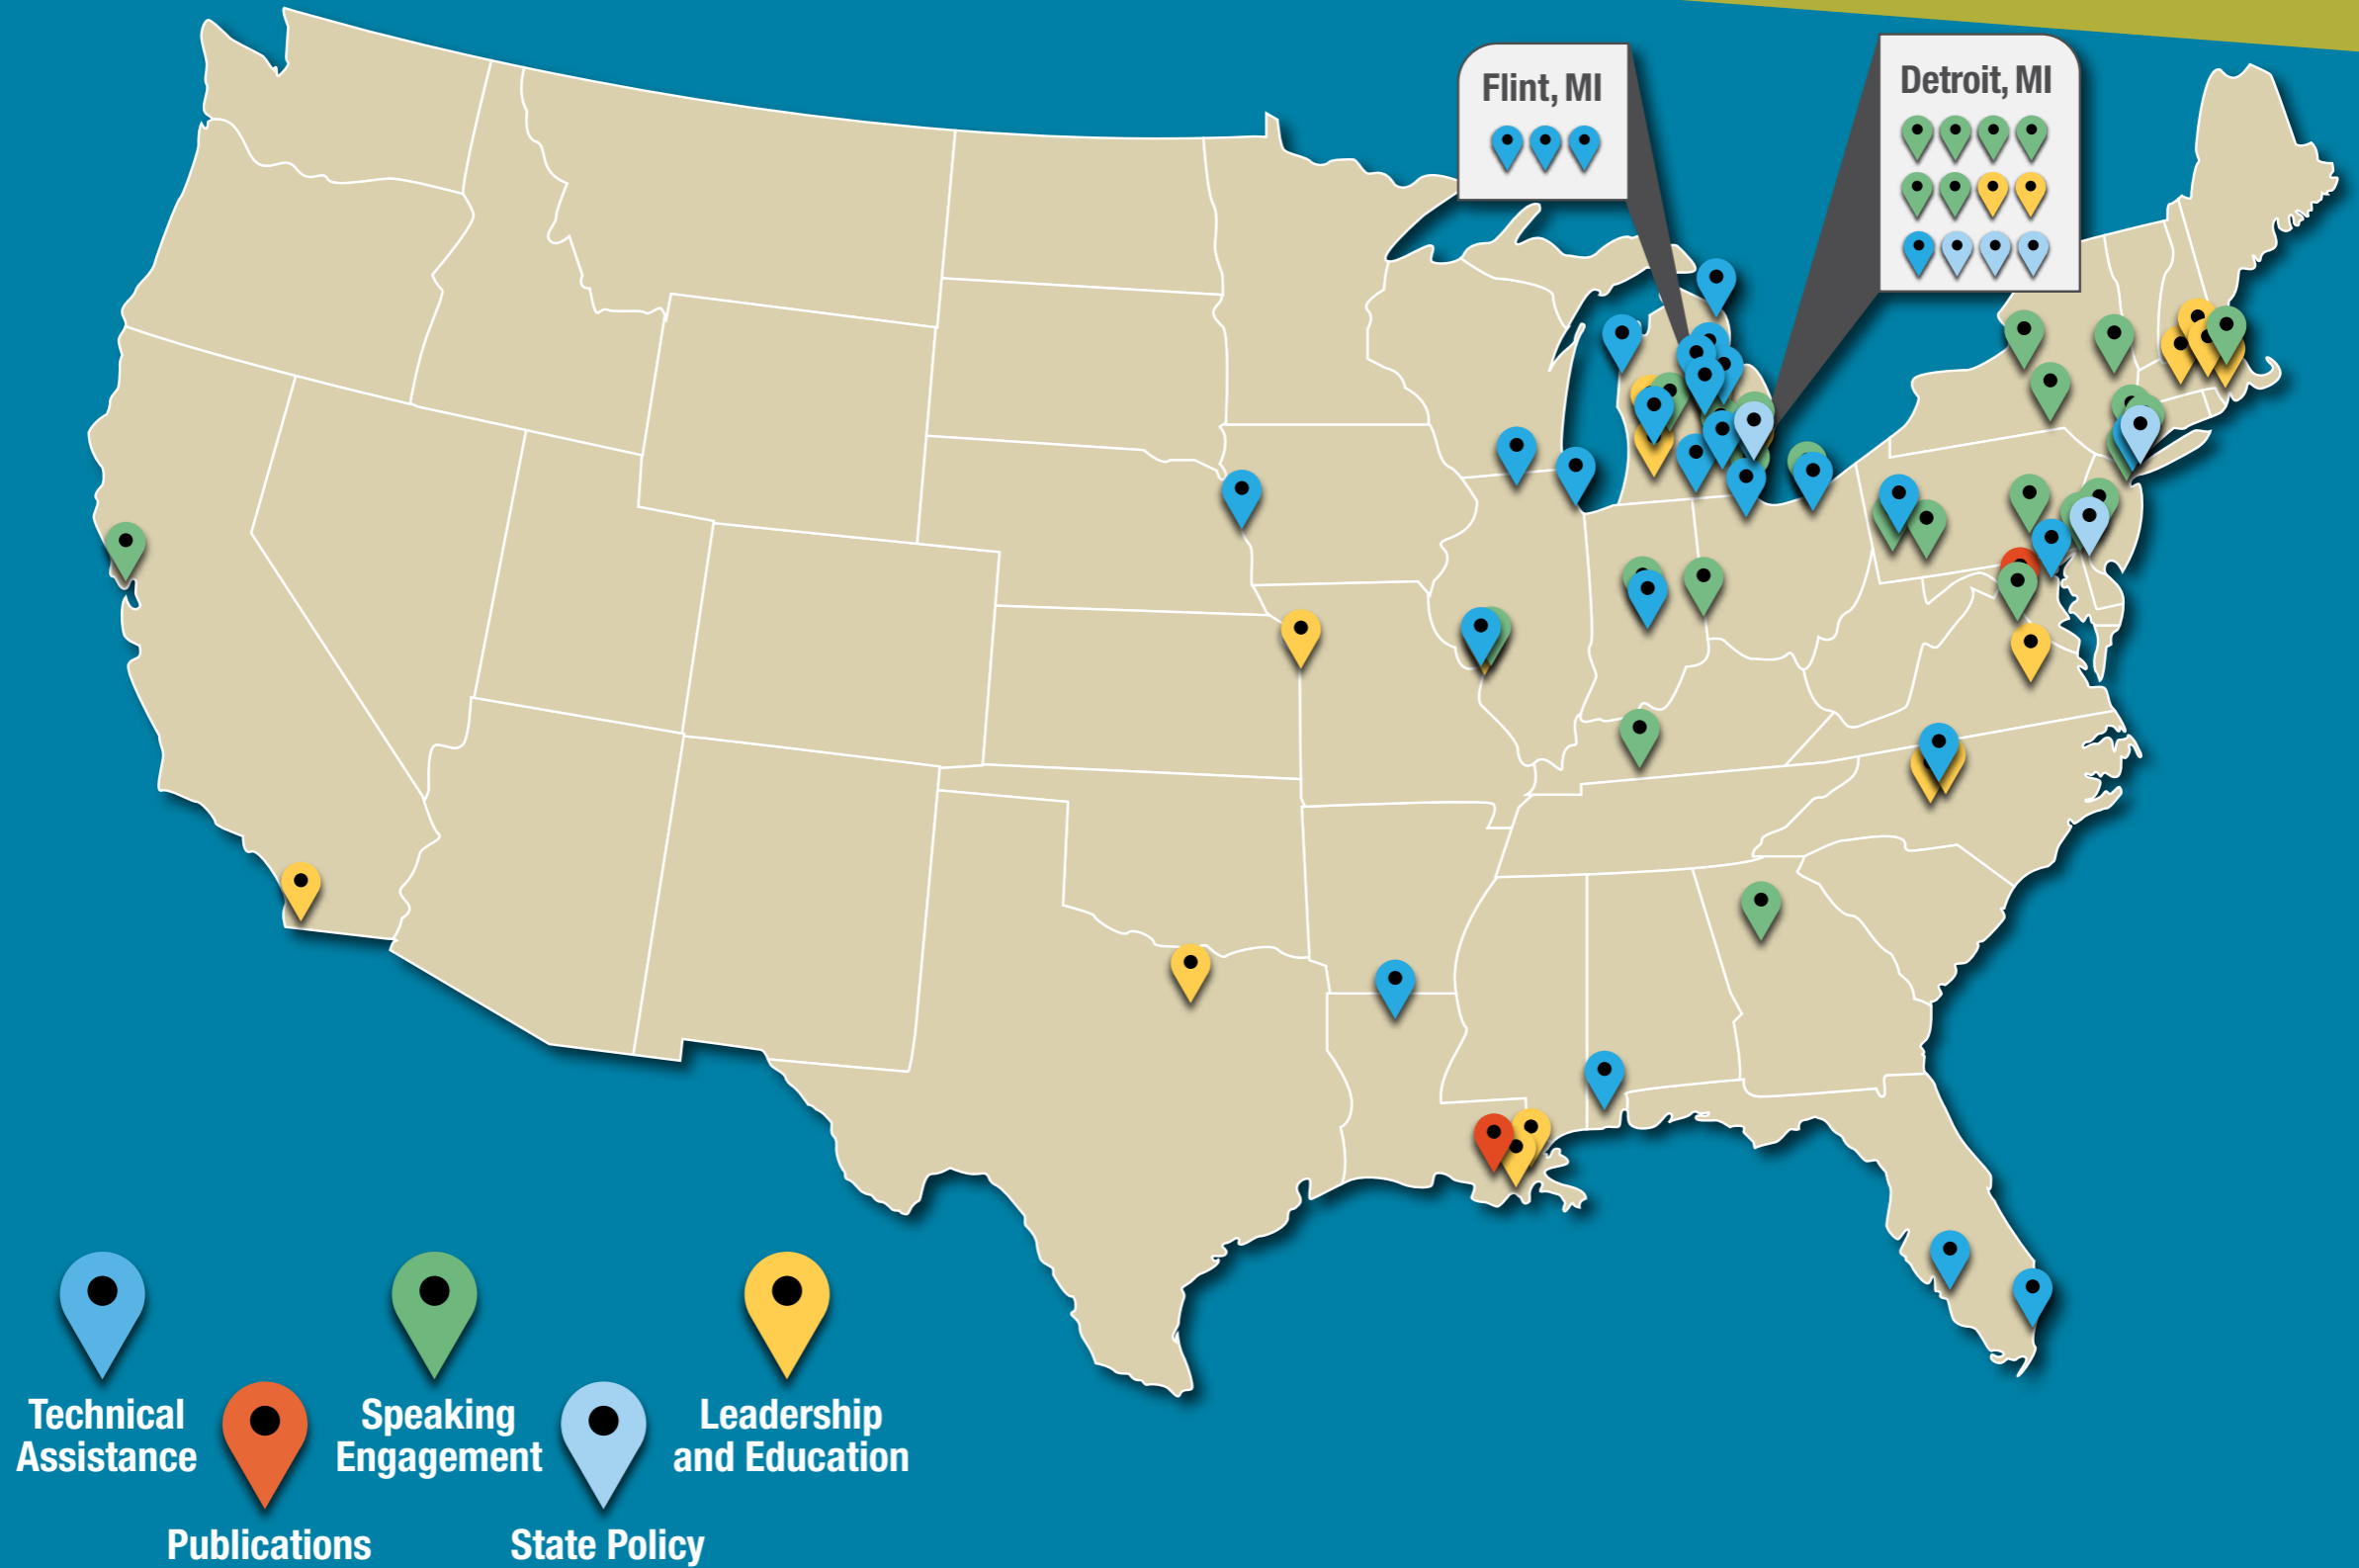 Flint, MI
Detroit, MI
Technical
Assistance
Publications
Speaking
Engagement
State Policy
Leadership
and Education